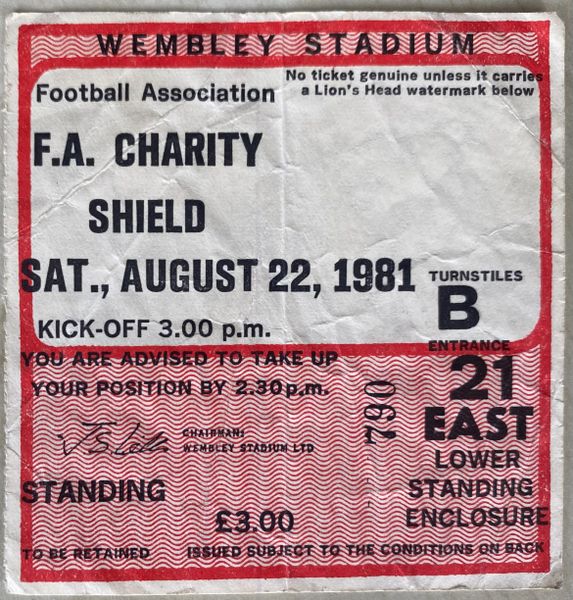 WEMBLEY STADIUM
No ticket genuine unless it carries
a Lion's Head watermark below
Football Association
F.A. CHARITY
SHIELD
SAT., AUGUST 22, 1981
KICK-OFF 3.00 p.m.
TURNSTILES
B
ENTRANCE
21
EAST
LOWER
STANDING
ENCLOSURE
YOU ARE ADVISED TO TAKE UP
YOUR POSITION BY 2.30p.m.
790
CHAIRMAN:
WEMBLEY STADIUM LTD
STANDING
£3.00
TO BE RETAINED
ISSUED SUBJECT TO THE CONDITIONS ON BACK